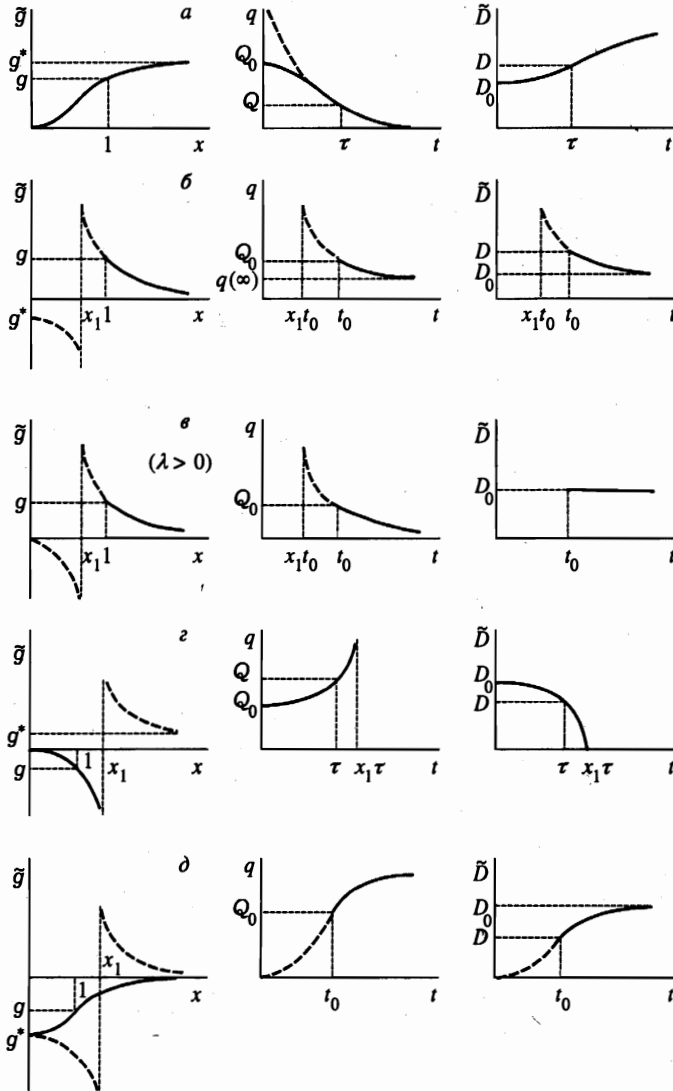 g̃ а q D̃
g* Q₀ D
g Q D₀
1 x τ t τ t
g̃ б q D̃
g Q₀ D
q(∞) D₀
g* x₁ 1 x x₁t₀ t₀ t x₁t₀ t₀ t
g̃ в q D̃
(λ > 0)
g Q₀ D₀
x₁ 1 x x₁t₀ t₀ t t₀ t
g̃ г q D̃
Q D₀
g* Q₀ D
g 1 x₁ x τ x₁τ t τ x₁τ t
g̃ д q D̃
Q₀ D₀
x₁ D
g 1 x t₀ t t₀ t
g*